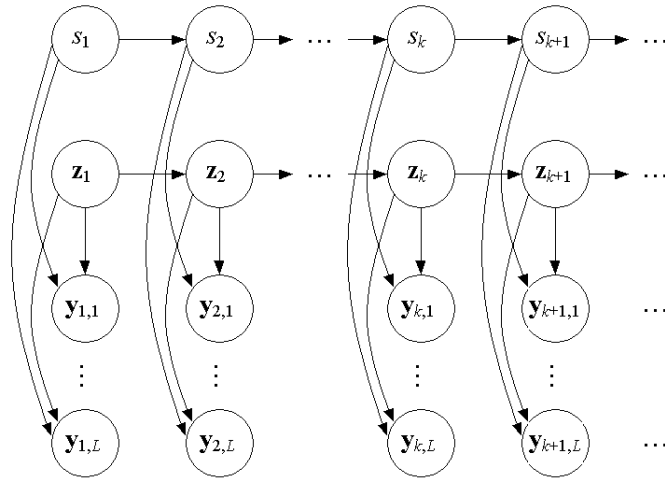 s₁ s₂ ⋯ sₖ sₖ₊₁ ⋯
z₁ z₂ ⋯ zₖ zₖ₊₁ ⋯
y₁,₁ y₂,₁ yₖ,₁ yₖ₊₁,₁ ⋯
⋮ ⋮ ⋮ ⋮
y₁,L y₂,L yₖ,L yₖ₊₁,L ⋯